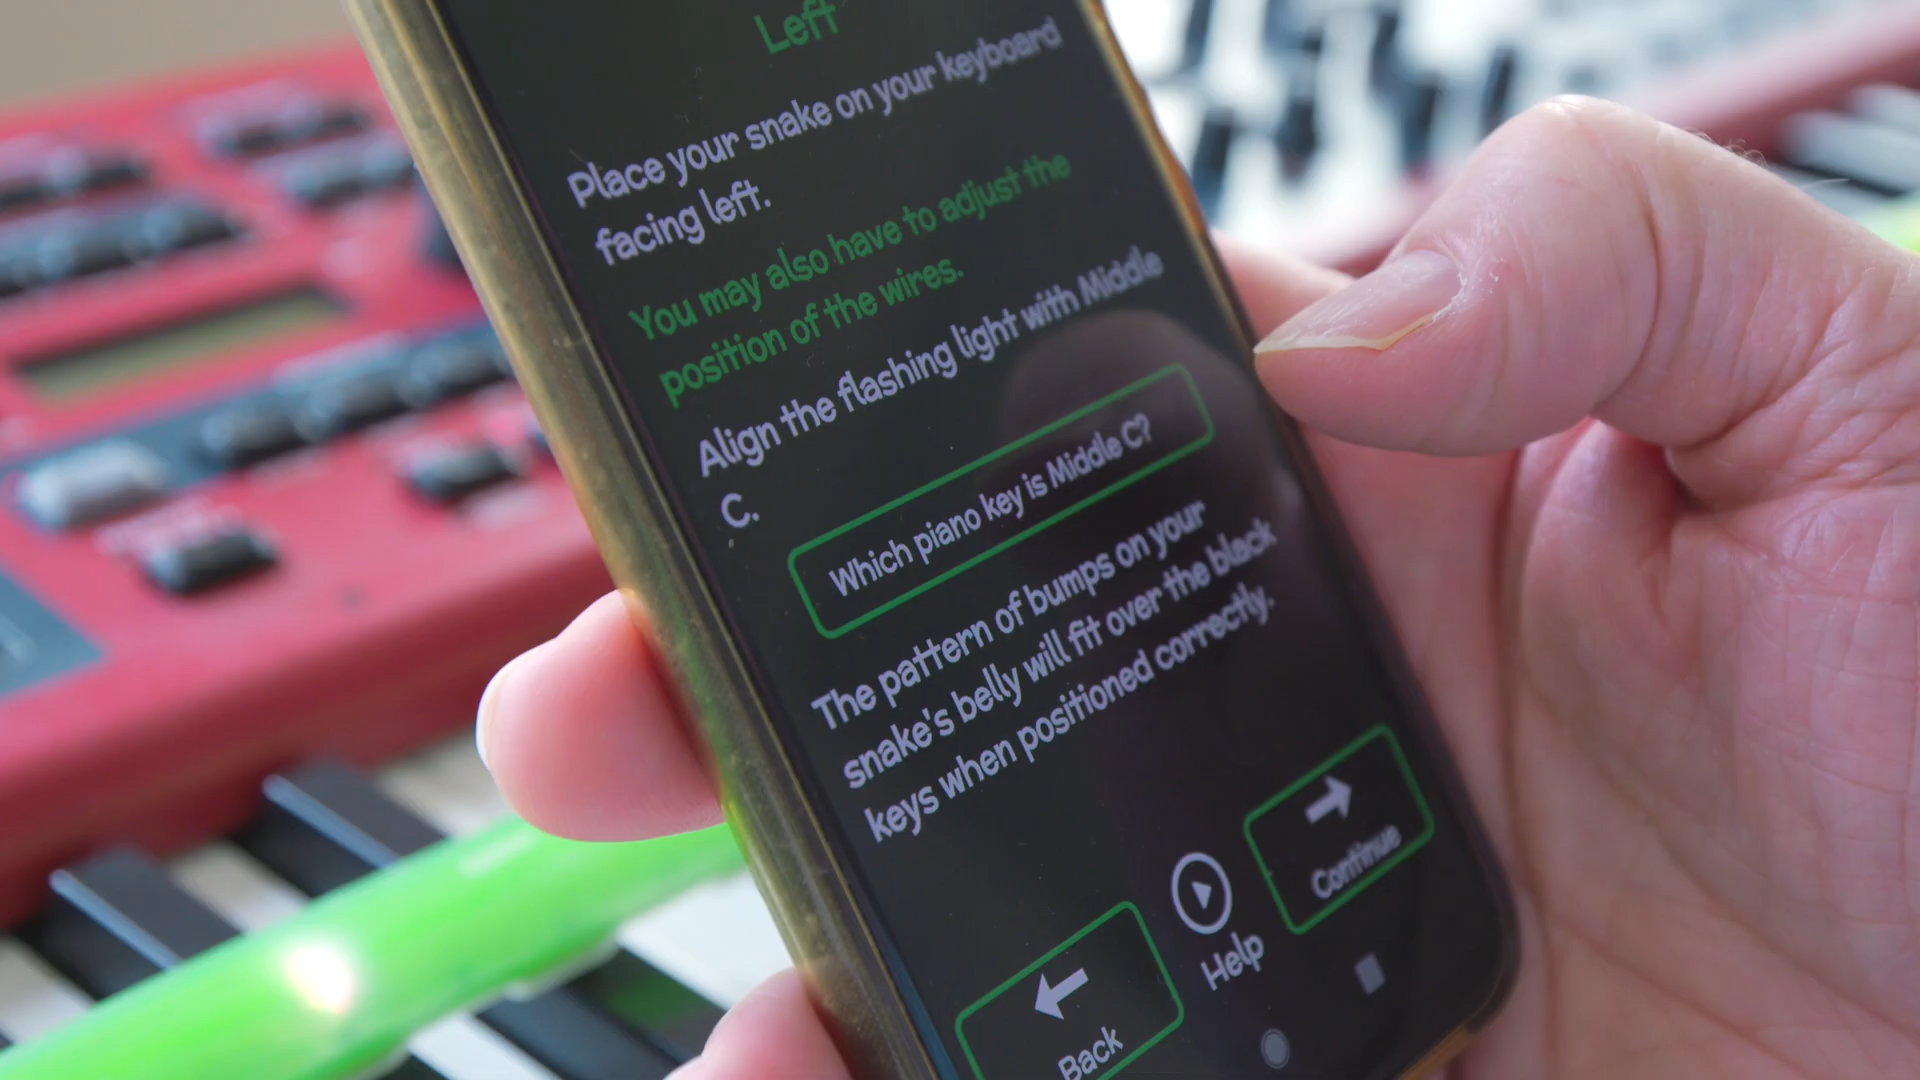 Left
Place your snake on your keyboard
facing left.
You may also have to adjust the
position of the wires.
Align the flashing light with Middle
C.
Which piano key is Middle C?
The pattern of bumps on your
snake's belly will fit over the black
keys when positioned correctly.
Continue
Help
Back